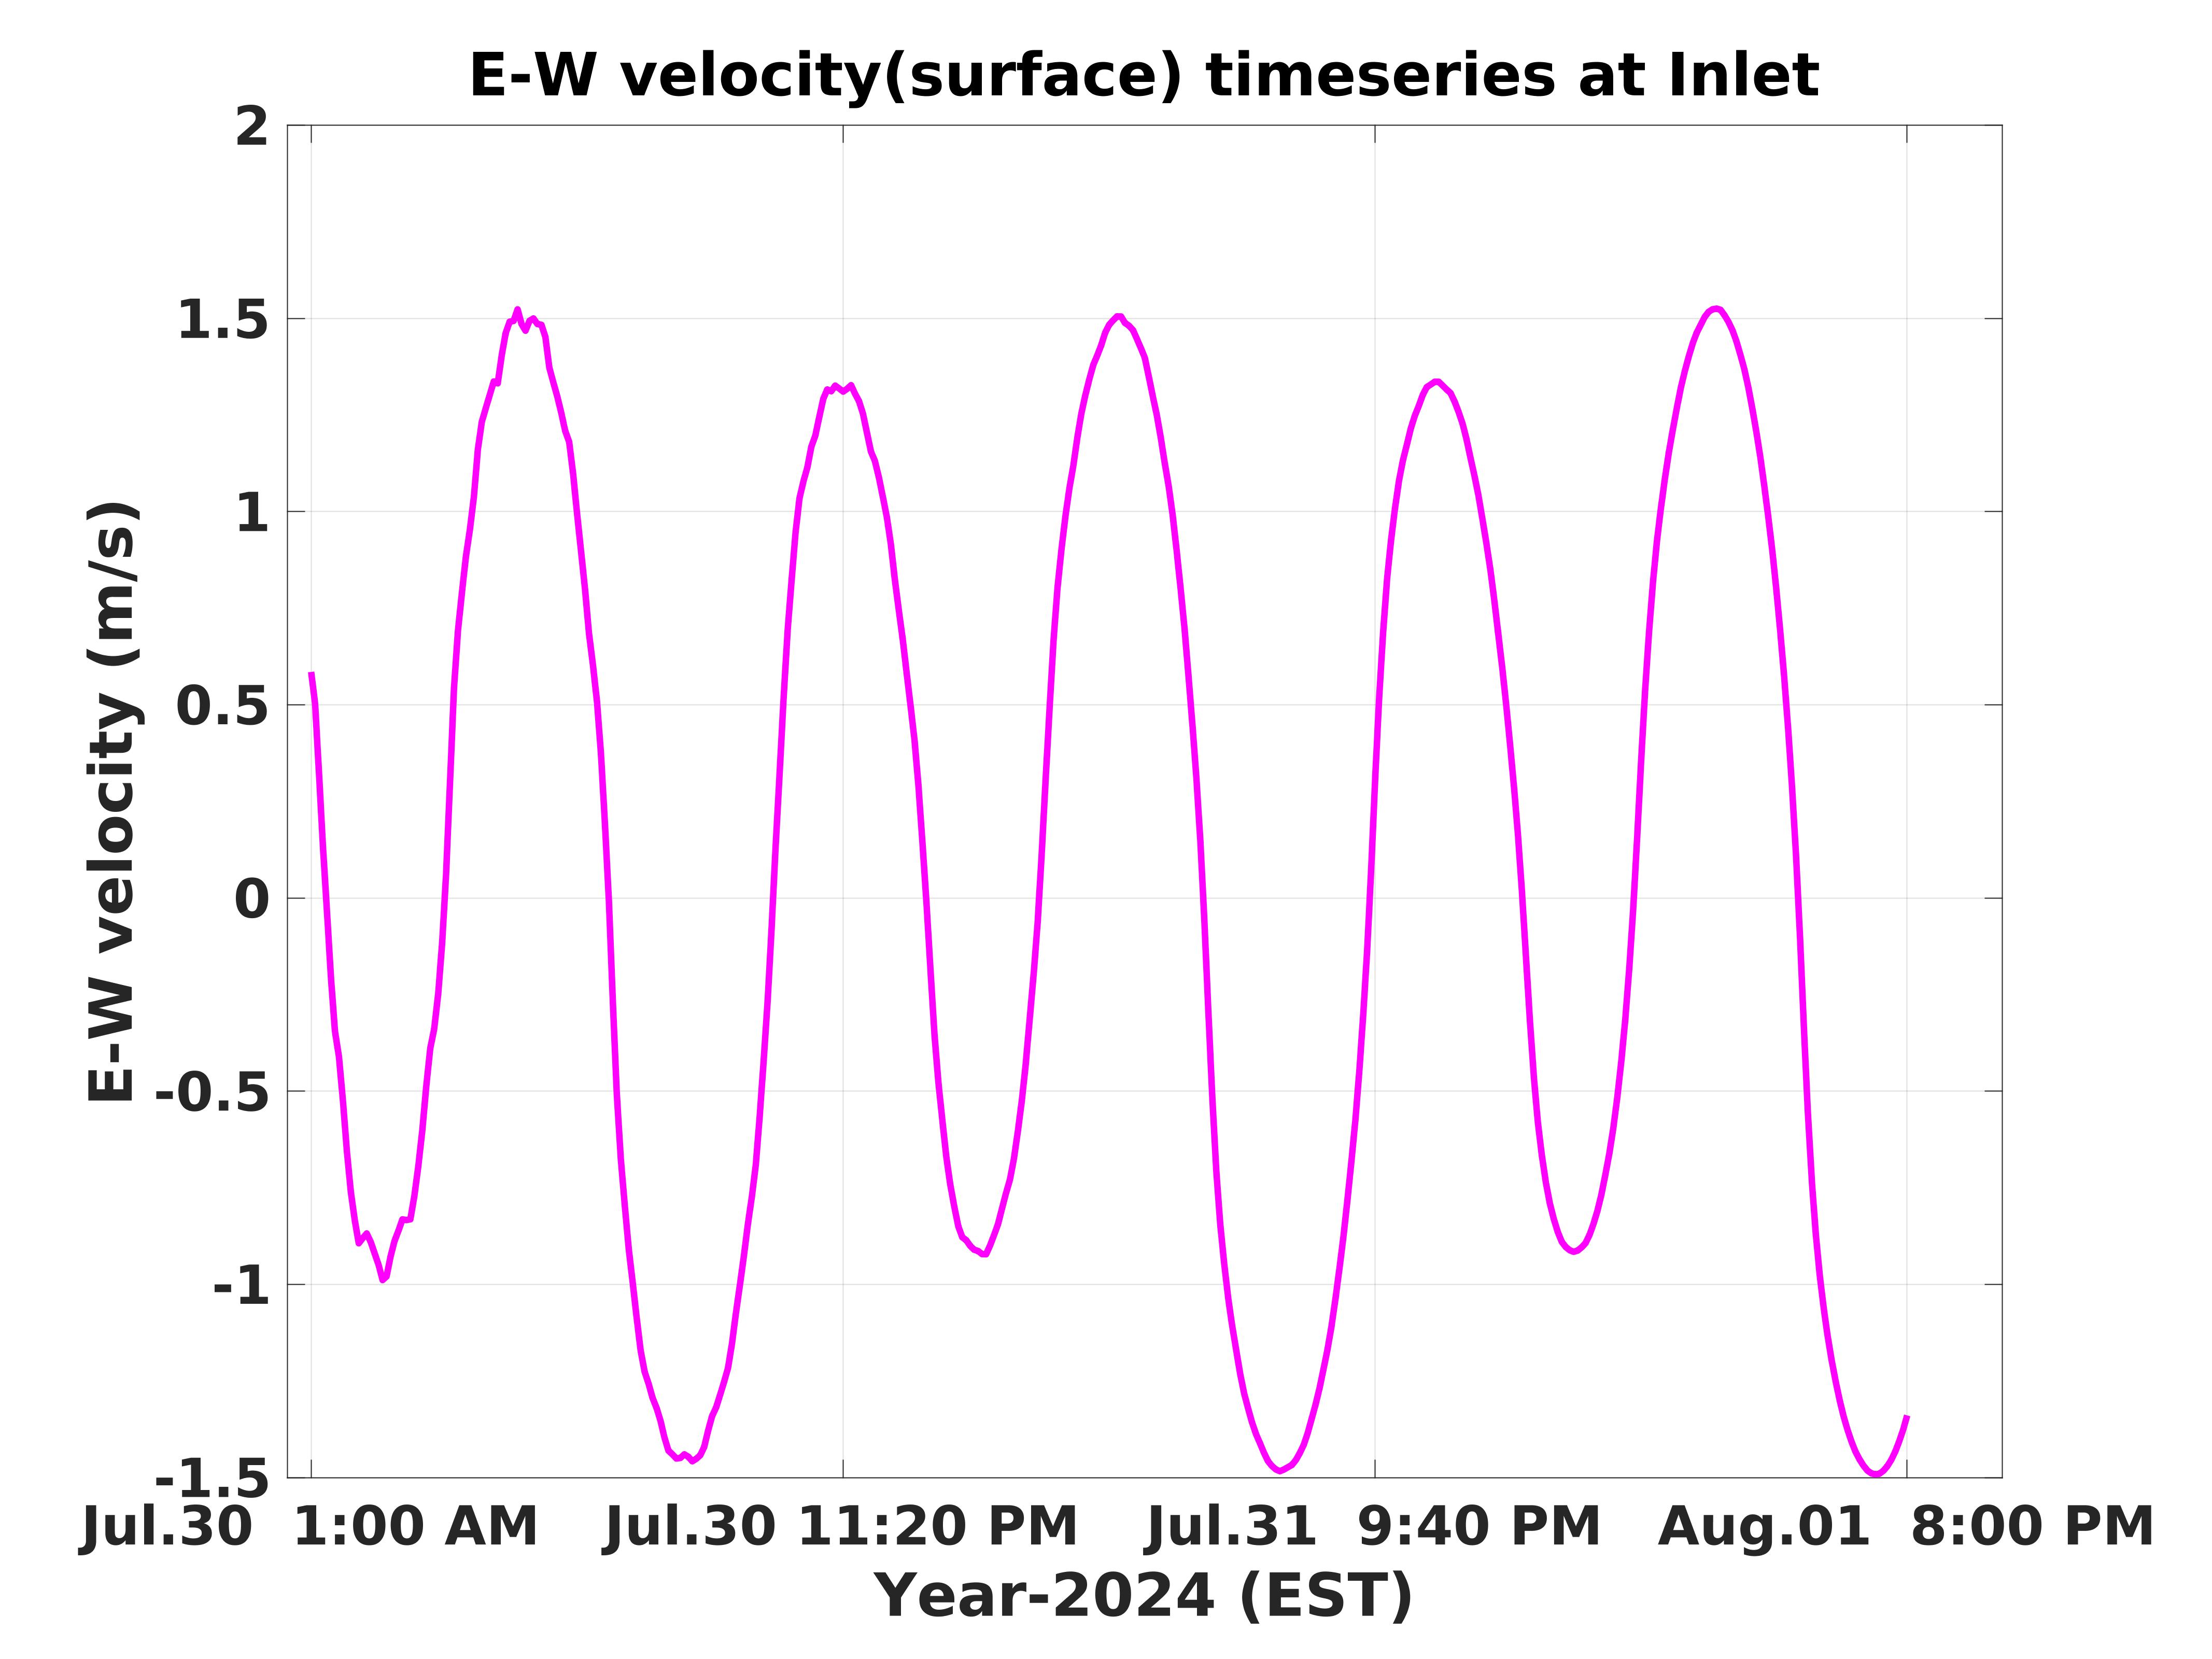 E-W velocity(surface) timeseries at Inlet
2
1.5
1
0.5
0
-0.5
-1
-1.5
E-W velocity (m/s)
Jul.30 1:00 AM Jul.30 11:20 PM Jul.31 9:40 PM Aug.01 8:00 PM
Year-2024 (EST)